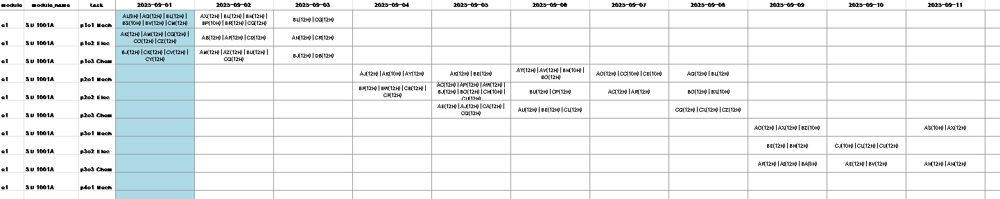 module module_name task 2023-09-01 2023-09-02 2023-09-03 2023-09-04 2023-09-05 2023-09-06 2023-09-07 2023-09-08 2023-09-09 2023-09-10 2023-09-11
AL(8H) | AQ(12H) | BL(12H) | AX(12H) | BL(12H) | BN(12H) | BL(12H) | CG(12H)
e1 SU 1001A p1o1 Mech BS(10H) | BV(12H) | CM(12H) BP(10H) | BR(12H) | CG(12H)
AK(12H) | AM(12H) | CG(12H) | AB(12H) | AF(12H) | CD(12H) AN(12H) | CR(12H)
e1 SU 1001A p1o2 Elec CO(12H) | CZ(12H)
BJ(12H) | CK(12H) | CV(12H) | AM(12H) | AZ(12H) | BU(12H) | BJ(12H) | DB(12H)
e1 SU 1001A p1o3 Chem CY(12H) CQ(12H)
AJ(12H) | AK(10H) | AY(12H) AK(12H) | BE(12H) AT(12H) | AV(12H) | BN(10H) | AO(12H) | CC(10H) | CE(10H) AQ(12H) | BL(12H)
e1 SU 1001A p2o1 Mech BO(12H)
BF(12H) | BW(12H) | CB(12H) | AC(12H) | AP(12H) | AW(12H) | BU(12H) | CP(12H) AC(12H) | AR(12H) BO(12H) | BX(10H)
e1 SU 1001A p2o2 Elec CF(12H) BJ(12H) | BO(12H) | CH(10H) |
CU(12H)
AE(12H) | AJ(12H) | CA(12H) | AU(12H) | BE(12H) | CL(12H) CQ(12H) | CX(12H) | CZ(12H)
e1 SU 1001A p2o3 Chem CQ(12H)
e1 SU 1001A p3o1 Mech AO(12H) | AX(12H) | BZ(10H) AS(10H) | AX(12H)
e1 SU 1001A p3o2 Elec BE(12H) | BH(12H) CJ(10H) | CL(12H) | CU(12H)
e1 SU 1001A p3o3 Chem AF(12H) | AI(12H) | BA(8H) AE(12H) | BV(12H) AH(12H) | AN(12H)
e1 SU 1001A p4o1 Mech